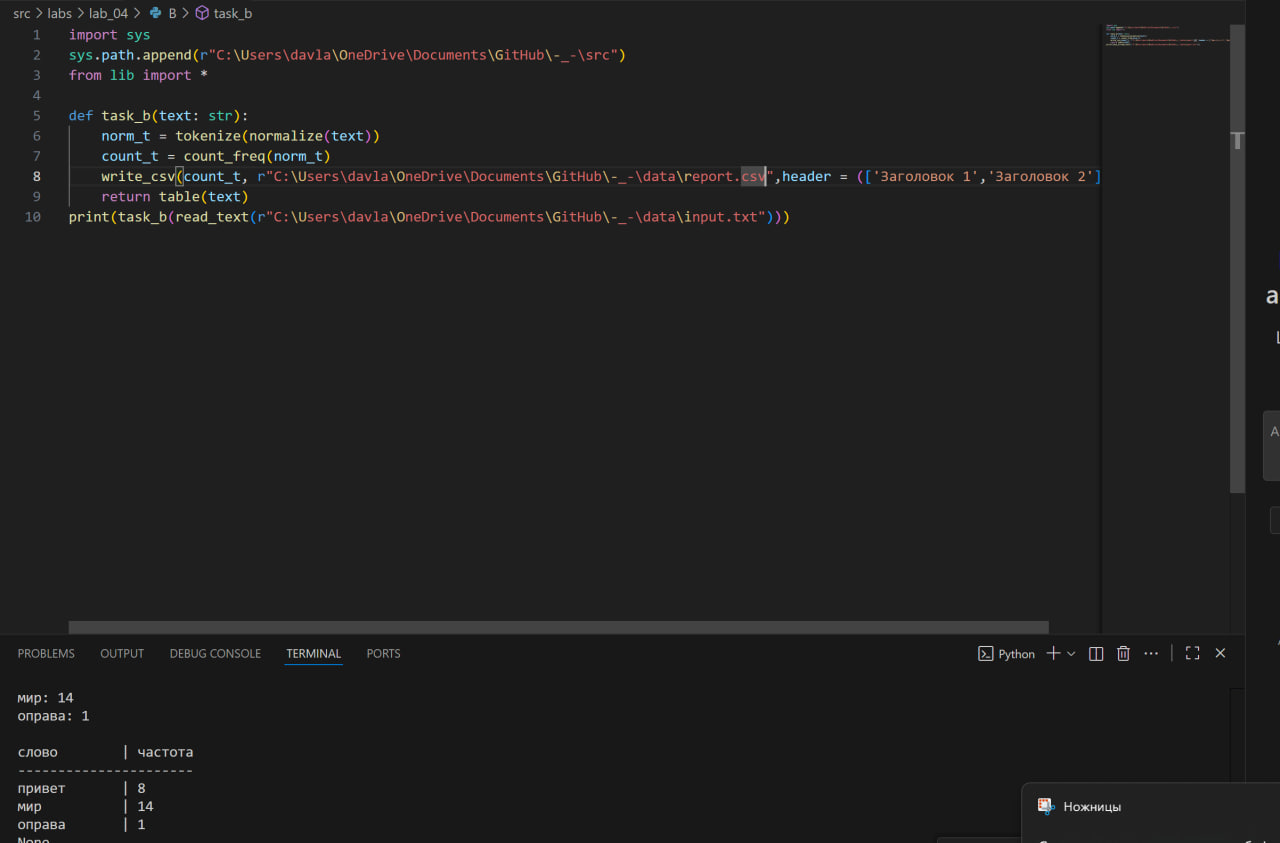 src > labs > lab_04 > B > task_b
1 import sys
2 sys.path.append(r"C:\Users\davla\OneDrive\Documents\GitHub\-_-\src")
3 from lib import *
4
5 def task_b(text: str):
6 norm_t = tokenize(normalize(text))
7 count_t = count_freq(norm_t)
8 write_csv(count_t, r"C:\Users\davla\OneDrive\Documents\GitHub\-_-\data\report.csv",header = (['Заголовок 1','Заголовок 2']
9 return table(text)
10 print(task_b(read_text(r"C:\Users\davla\OneDrive\Documents\GitHub\-_-\data\input.txt")))
PROBLEMS OUTPUT DEBUG CONSOLE TERMINAL PORTS Python
мир: 14
оправа: 1
слово | частота
----------------------
привет | 8
мир | 14
оправа | 1
None
Ножницы